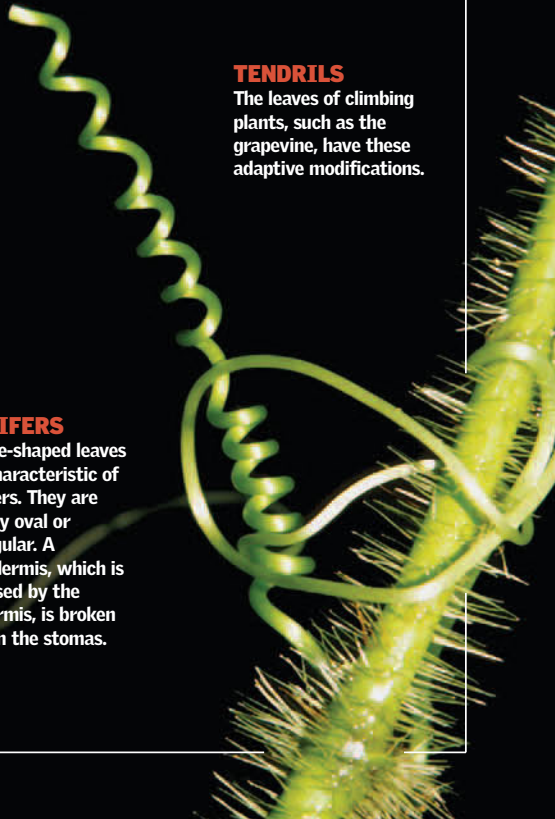 TENDRILS
The leaves of climbing
plants, such as the
grapevine, have these
adaptive modifications.
IFERS
e-shaped leaves
haracteristic of
ers. They are
y oval or
gular. A
dermis, which is
sed by the
rmis, is broken
n the stomas.